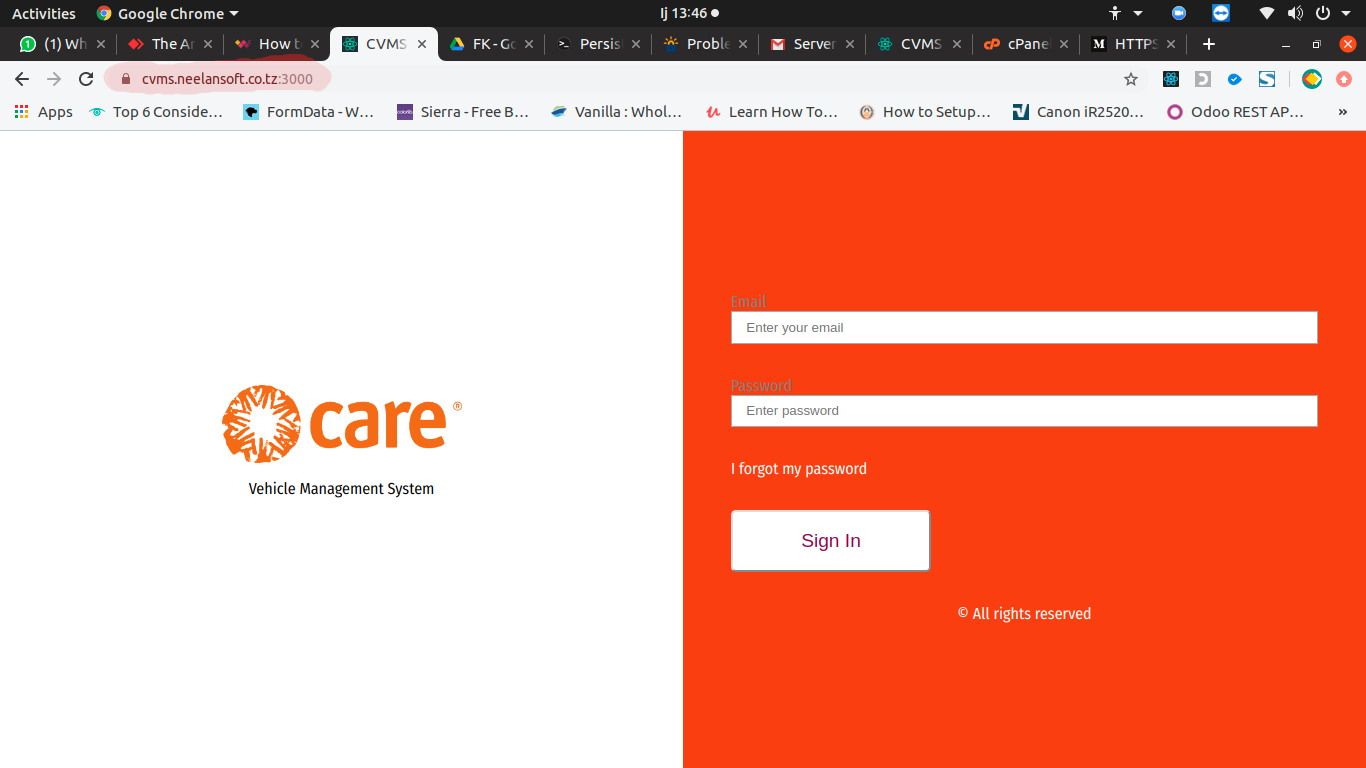 Activities Google Chrome Ij 13:46
(1) Wh The Ar How to CVMS FK - Go Persis Proble Server CVMS cPane HTTPS
cvms.neelansoft.co.tz:3000
Apps Top 6 Conside... FormData - W... Sierra - Free B... Vanilla : Whol... Learn How To... How to Setup... Canon iR2520... Odoo REST AP... »
Email
Enter your email
Password
Enter password
care ®
Vehicle Management System
I forgot my password
Sign In
© All rights reserved